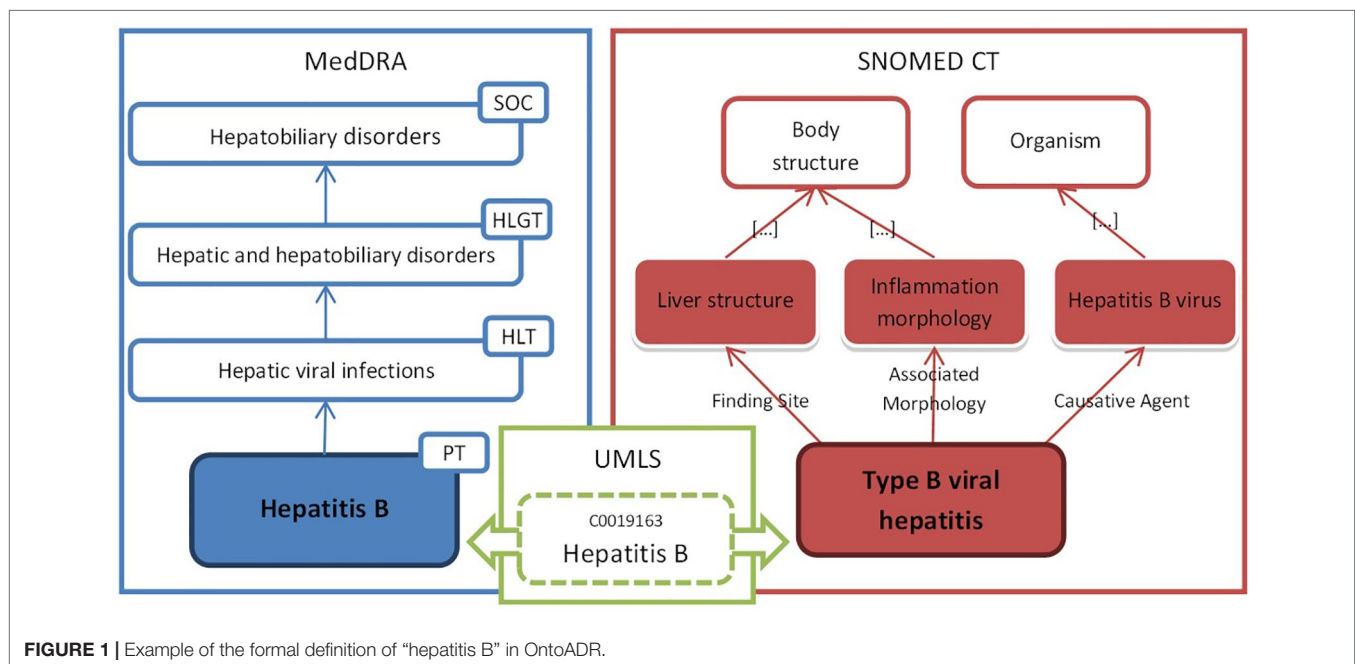 MedDRA
SOC
Hepatobiliary disorders
HLGT
Hepatic and hepatobiliary disorders
HLT
Hepatic viral infections
PT
Hepatitis B
UMLS
C0019163
Hepatitis B
SNOMED CT
Body
structure
Organism
[...]
[...]
[...]
Liver structure
Inflammation
morphology
Hepatitis B virus
Finding Site
Associated
Morphology
Causative Agent
Type B viral
hepatitis
FIGURE 1 | Example of the formal definition of “hepatitis B” in OntoADR.